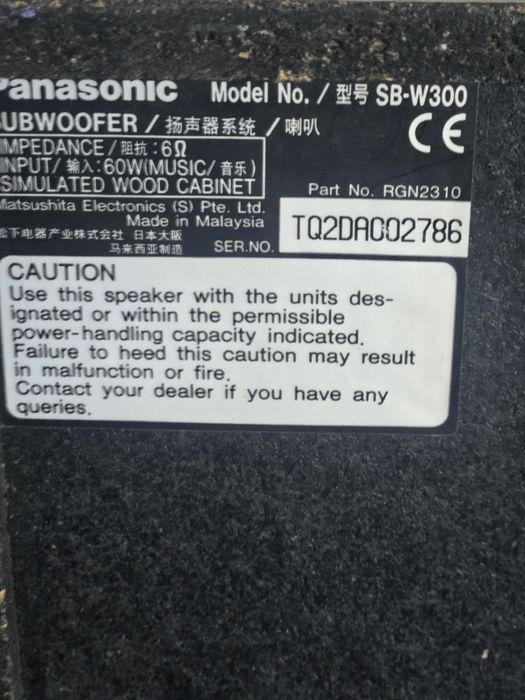 Panasonic Model No. / 型号 SB-W300
SUBWOOFER / 扬声器系统 / 喇叭
CE
IMPEDANCE / 阻抗 : 6Ω
INPUT / 输入 : 60W(MUSIC / 音乐)
SIMULATED WOOD CABINET
Part No. RGN2310
Matsushita Electronics (S) Pte. Ltd.
Made in Malaysia
松下电器产业株式会社 日本大阪
马来西亚制造
SER.NO. TQ2DA002786
CAUTION
Use this speaker with the units des-
ignated or within the permissible
power-handling capacity indicated.
Failure to heed this caution may result
in malfunction or fire.
Contact your dealer if you have any
queries.